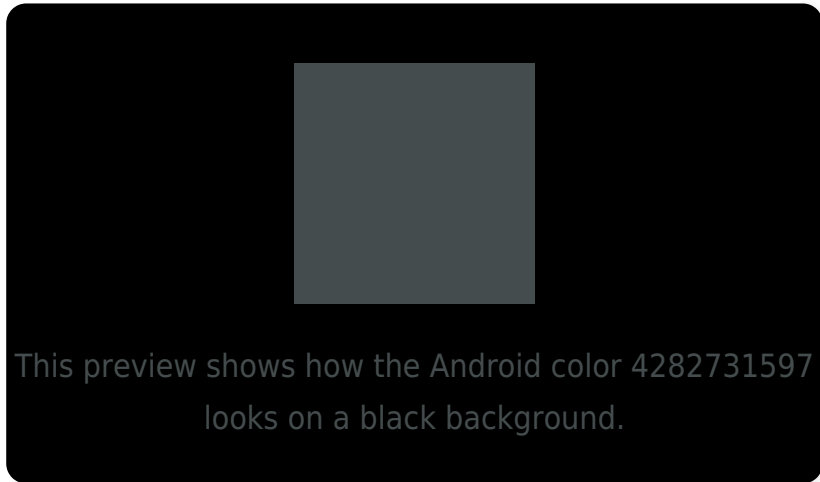 This preview shows how the Android color 4282731597
looks on a black background.